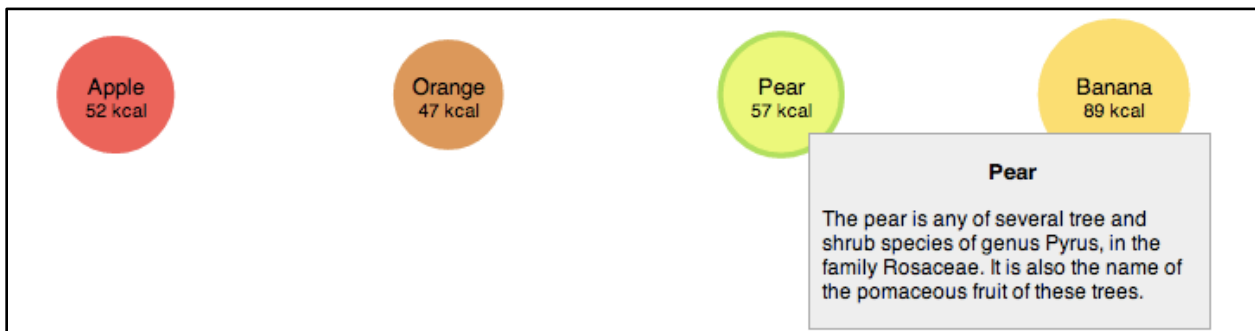 Apple
52 kcal
Orange
47 kcal
Pear
57 kcal
Banana
89 kcal
Pear
The pear is any of several tree and
shrub species of genus Pyrus, in the
family Rosaceae. It is also the name of
the pomaceous fruit of these trees.